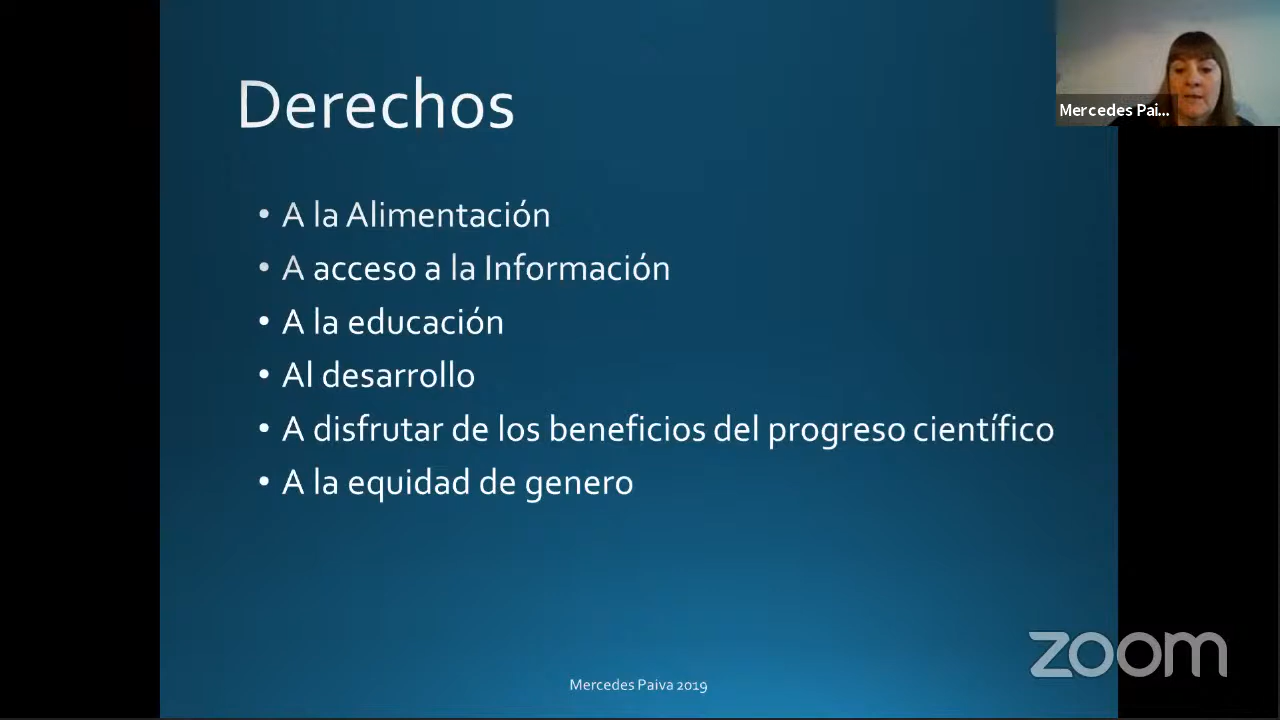 Derechos
Mercedes Pai...
• A la Alimentación
• A acceso a la Información
• A la educación
• Al desarrollo
• A disfrutar de los beneficios del progreso científico
• A la equidad de genero
zoom
Mercedes Paiva 2019